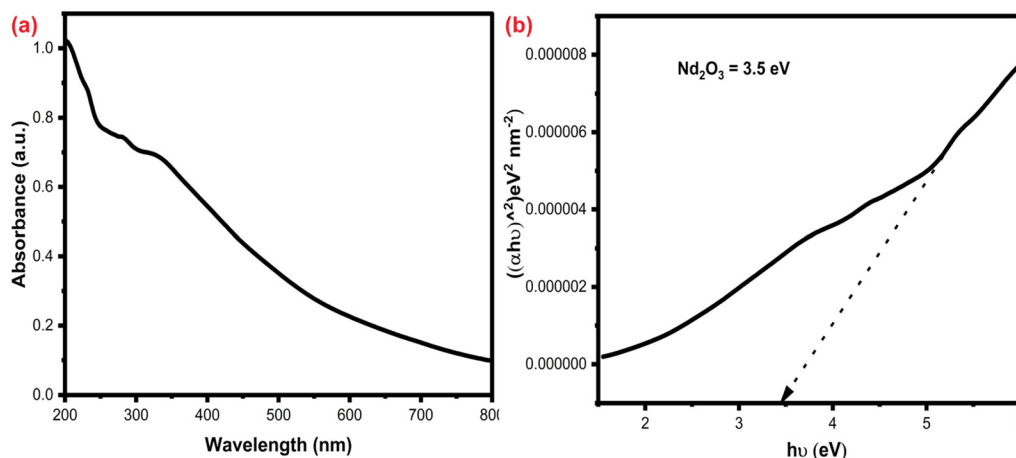 (a)
1.0
0.8
0.6
0.4
0.2
0.0
Absorbance (a.u.)
200 300 400 500 600 700 80
Wavelength (nm)
(b)
Nd₂O₃ = 3.5 eV
0.000008
0.000006
0.000004
0.000002
0.000000
((αhυ)^2)eV² nm⁻²
2 3 4 5
hυ (eV)